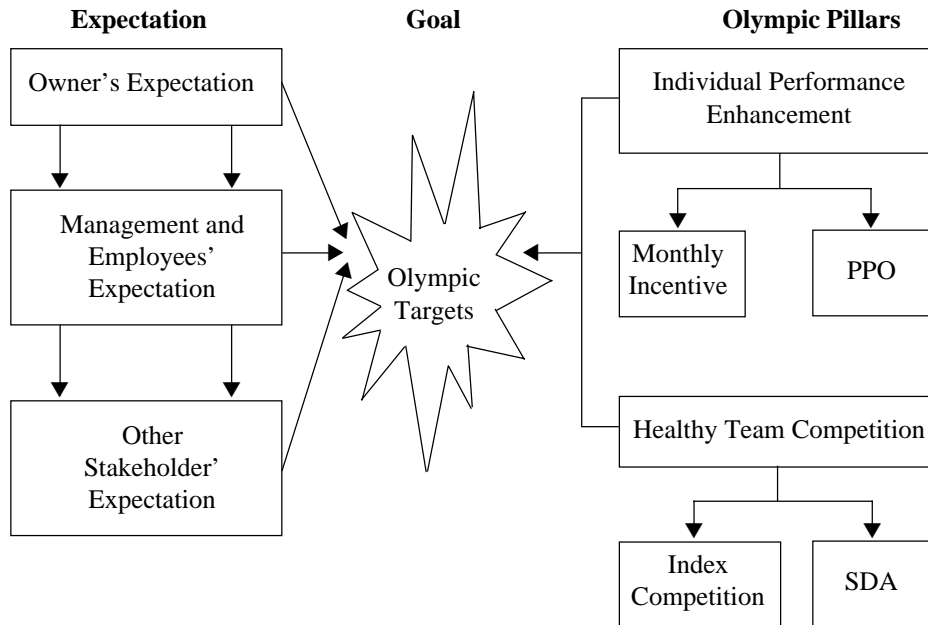 Expectation
Goal
Olympic Pillars
Owner's Expectation
Management and
Employees'
Expectation
Other
Stakeholder'
Expectation
Olympic
Targets
Individual Performance
Enhancement
Monthly
Incentive
PPO
Healthy Team Competition
Index
Competition
SDA